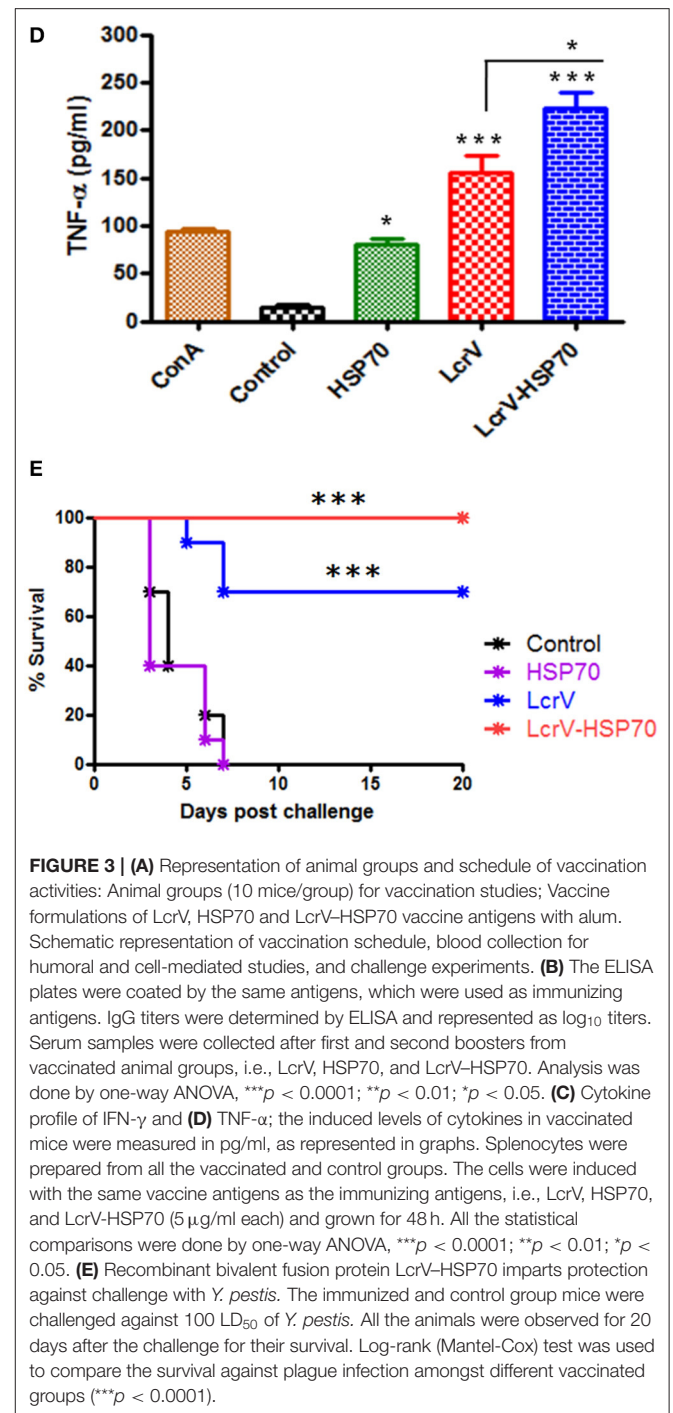 D
300
250
200
150
100
50
0
TNF-α (pg/ml)
*
***
***
*
ConA
Control
HSP70
LcrV
LcrV-HSP70
E
***
***
100
80
60
40
20
0
% Survival
0 5 10 15 20
Days post challenge
Control
HSP70
LcrV
LcrV-HSP70
FIGURE 3 | (A) Representation of animal groups and schedule of vaccination
activities: Animal groups (10 mice/group) for vaccination studies; Vaccine
formulations of LcrV, HSP70 and LcrV–HSP70 vaccine antigens with alum.
Schematic representation of vaccination schedule, blood collection for
humoral and cell-mediated studies, and challenge experiments. (B) The ELISA
plates were coated by the same antigens, which were used as immunizing
antigens. IgG titers were determined by ELISA and represented as log10 titers.
Serum samples were collected after first and second boosters from
vaccinated animal groups, i.e., LcrV, HSP70, and LcrV–HSP70. Analysis was
done by one-way ANOVA, ***p < 0.0001; **p < 0.01; *p < 0.05. (C) Cytokine
profile of IFN-γ and (D) TNF-α; the induced levels of cytokines in vaccinated
mice were measured in pg/ml, as represented in graphs. Splenocytes were
prepared from all the vaccinated and control groups. The cells were induced
with the same vaccine antigens as the immunizing antigens, i.e., LcrV, HSP70,
and LcrV-HSP70 (5 μg/ml each) and grown for 48 h. All the statistical
comparisons were done by one-way ANOVA, ***p < 0.0001; **p < 0.01; *p <
0.05. (E) Recombinant bivalent fusion protein LcrV–HSP70 imparts protection
against challenge with Y. pestis. The immunized and control group mice were
challenged against 100 LD50 of Y. pestis. All the animals were observed for 20
days after the challenge for their survival. Log-rank (Mantel-Cox) test was used
to compare the survival against plague infection amongst different vaccinated
groups (***p < 0.0001).